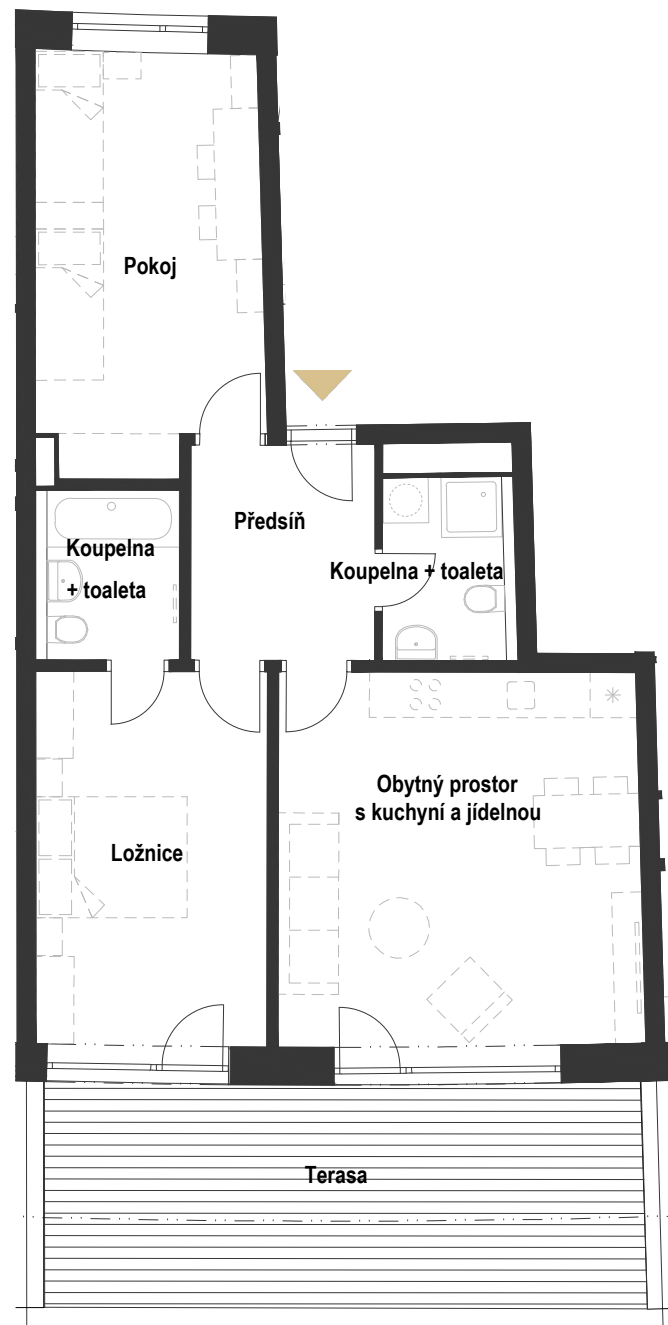 Pokoj
Předsíň
Koupelna
+ toaleta
Koupelna + toaleta
Obytný prostor
s kuchyní a jídelnou
Ložnice
Terasa